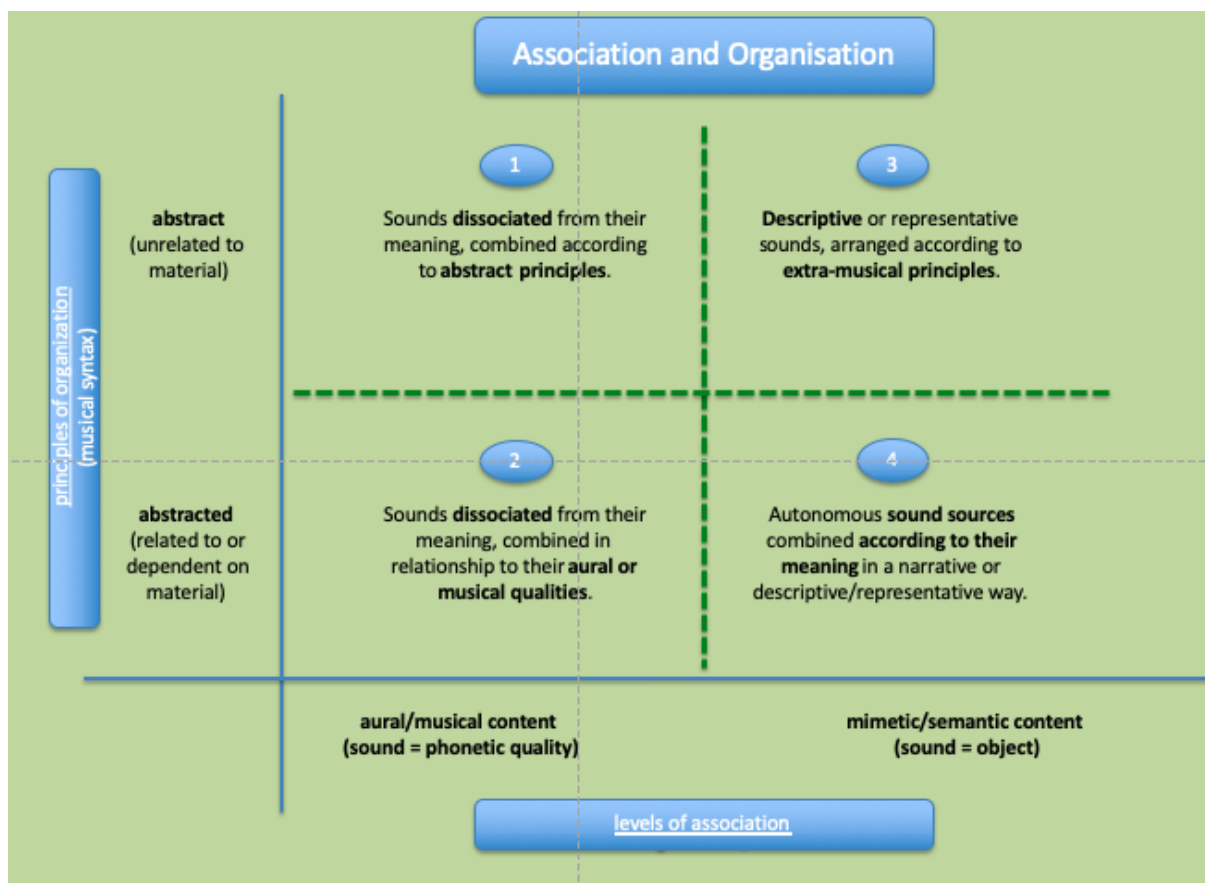 Association and Organisation
1
3
abstract
(unrelated to
material)
Sounds dissociated from their
meaning, combined according
to abstract principles.
Descriptive or representative
sounds, arranged according to
extra-musical principles.
principles of organization
(musical syntax)
2
4
abstracted
(related to or
dependent on
material)
Sounds dissociated from their
meaning, combined in
relationship to their aural or
musical qualities.
Autonomous sound sources
combined according to their
meaning in a narrative or
descriptive/representative way.
aural/musical content
(sound = phonetic quality)
mimetic/semantic content
(sound = object)
levels of association